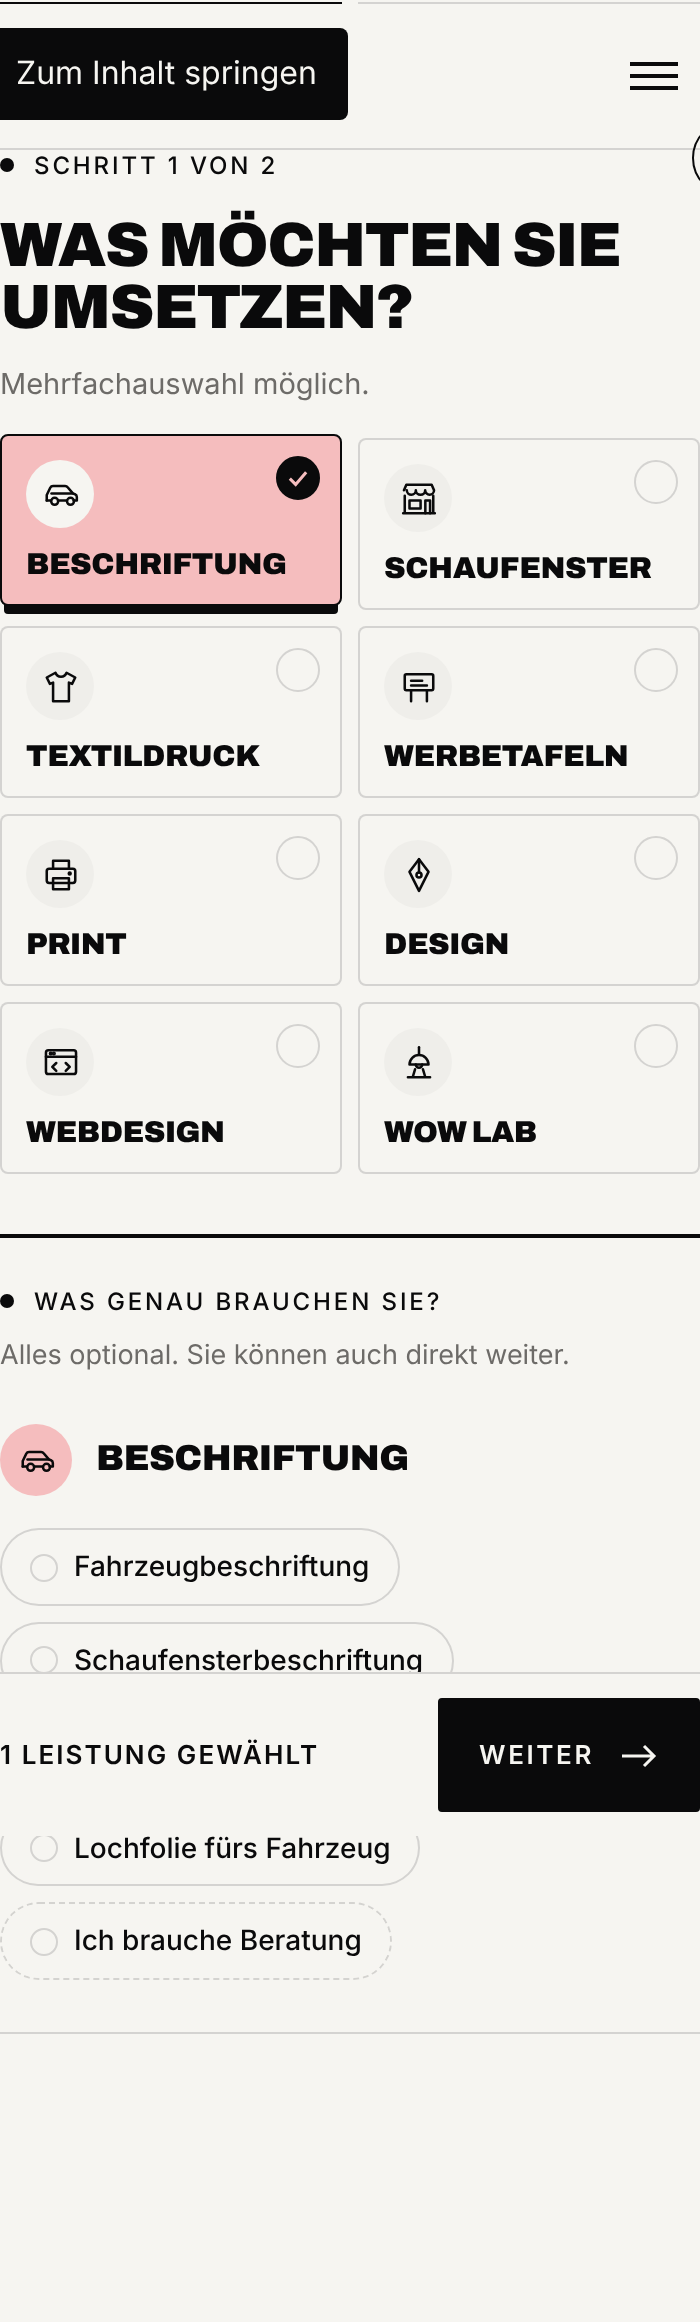 Zum Inhalt springen
SCHRITT 1 VON 2
WAS MÖCHTEN SIE
UMSETZEN?
Mehrfachauswahl möglich.
BESCHRIFTUNG
SCHAUFENSTER
TEXTILDRUCK
WERBETAFELN
PRINT
DESIGN
WEBDESIGN
WOW LAB
WAS GENAU BRAUCHEN SIE?
Alles optional. Sie können auch direkt weiter.
BESCHRIFTUNG
Fahrzeugbeschriftung
Schaufensterbeschriftung
1 LEISTUNG GEWÄHLT
WEITER
Lochfolie fürs Fahrzeug
Ich brauche Beratung